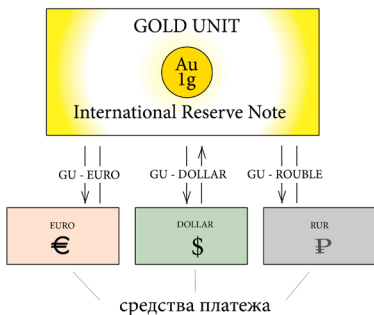 GOLD UNIT
Au
1g
International Reserve Note
GU - EURO GU - DOLLAR GU - ROUBLE
EURO DOLLAR RUR
€ $ ₽
средства платежа